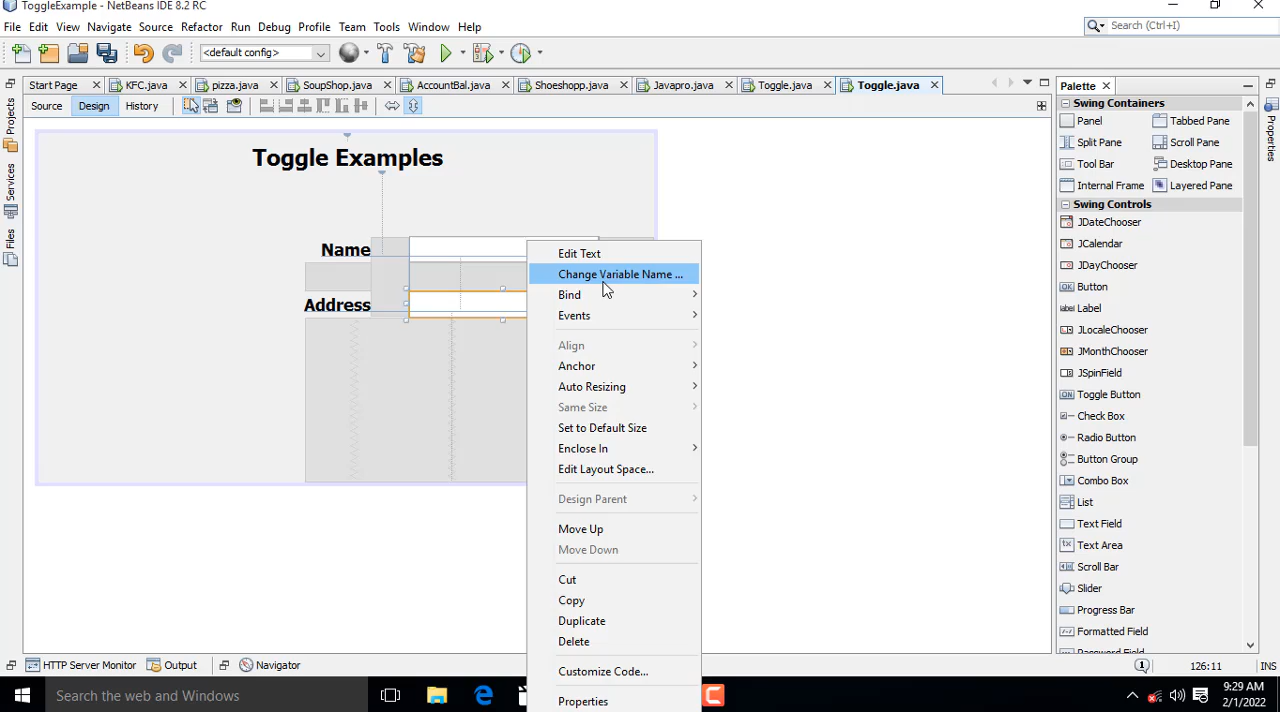 ToggleExample - NetBeans IDE 8.2 RC
File Edit View Navigate Source Refactor Run Debug Profile Team Tools Window Help
Search (Ctrl+I)
<default config>
Start Page KFC.java pizza.java SoupShop.java AccountBal.java Shoeshopp.java Javapro.java Toggle.java Toggle.java
Source Design History
Projects
Services
Files
Toggle Examples
Name
Address
Edit Text
Change Variable Name ...
Bind
Events
Align
Anchor
Auto Resizing
Same Size
Set to Default Size
Enclose In
Edit Layout Space...
Design Parent
Move Up
Move Down
Cut
Copy
Duplicate
Delete
Customize Code...
Properties
Palette
Swing Containers
Panel Tabbed Pane
Split Pane Scroll Pane
Tool Bar Desktop Pane
Internal Frame Layered Pane
Swing Controls
JDateChooser
JCalendar
JDayChooser
Button
Label
JLocaleChooser
JMonthChooser
JSpinField
ON Toggle Button
Check Box
Radio Button
Button Group
Combo Box
List
Text Field
tx Text Area
Scroll Bar
Slider
Progress Bar
Formatted Field
Password Field
Properties
HTTP Server Monitor Output Navigator
1 126:11 INS
Search the web and Windows
9:29 AM
2/1/2022